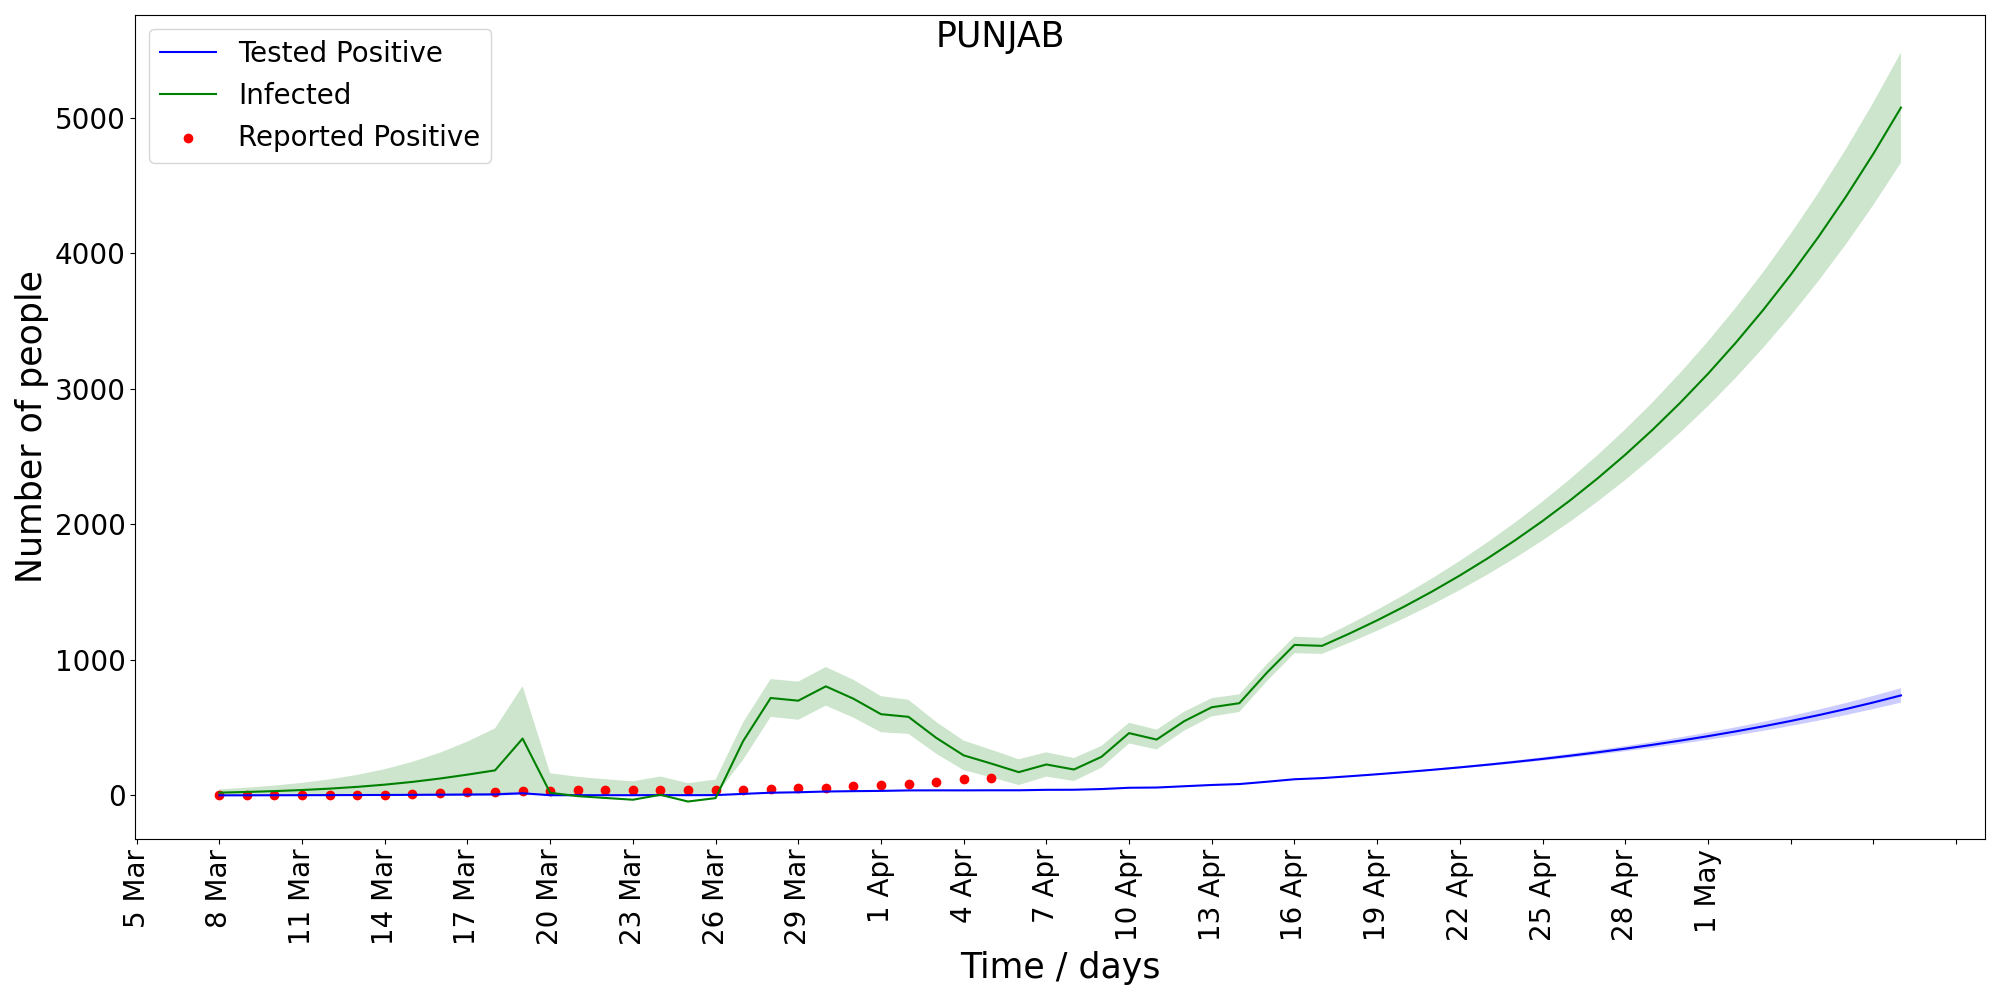 PUNJAB
Tested Positive
Infected
Reported Positive
Number of people
5000
4000
3000
2000
1000
0
5 Mar
8 Mar
11 Mar
14 Mar
17 Mar
20 Mar
23 Mar
26 Mar
29 Mar
1 Apr
4 Apr
7 Apr
10 Apr
13 Apr
16 Apr
19 Apr
22 Apr
25 Apr
28 Apr
1 May
Time / days